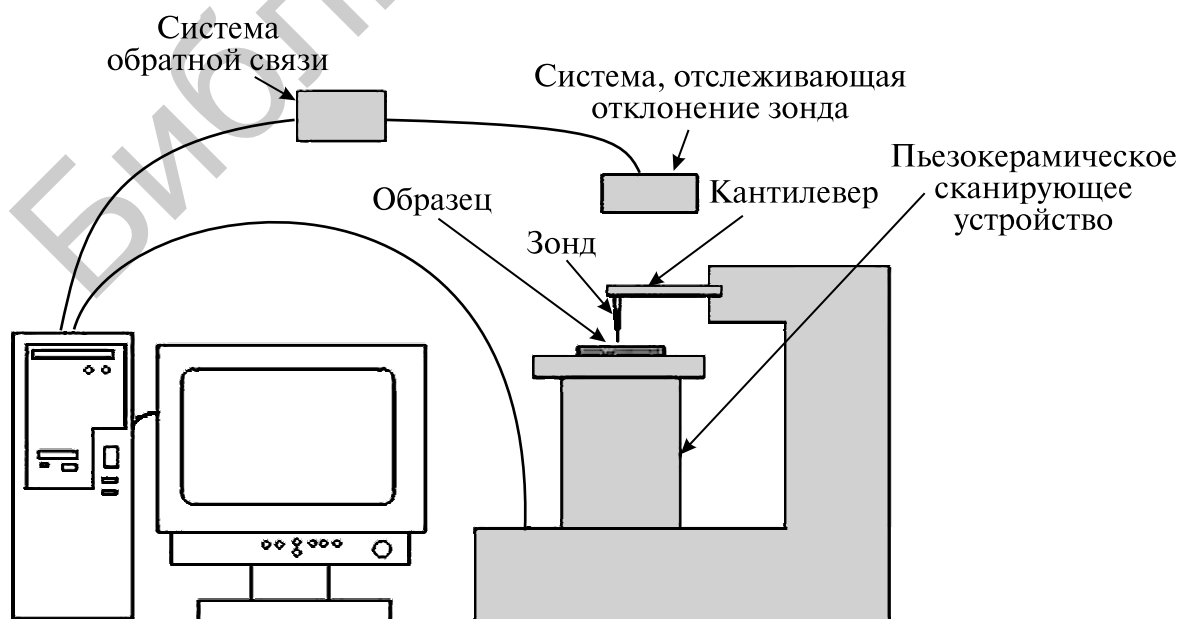 Система
обратной связи
Система, отслеживающая
отклонение зонда
Пьезокерамическое
сканирующее
устройство
Образец
Кантилевер
Зонд